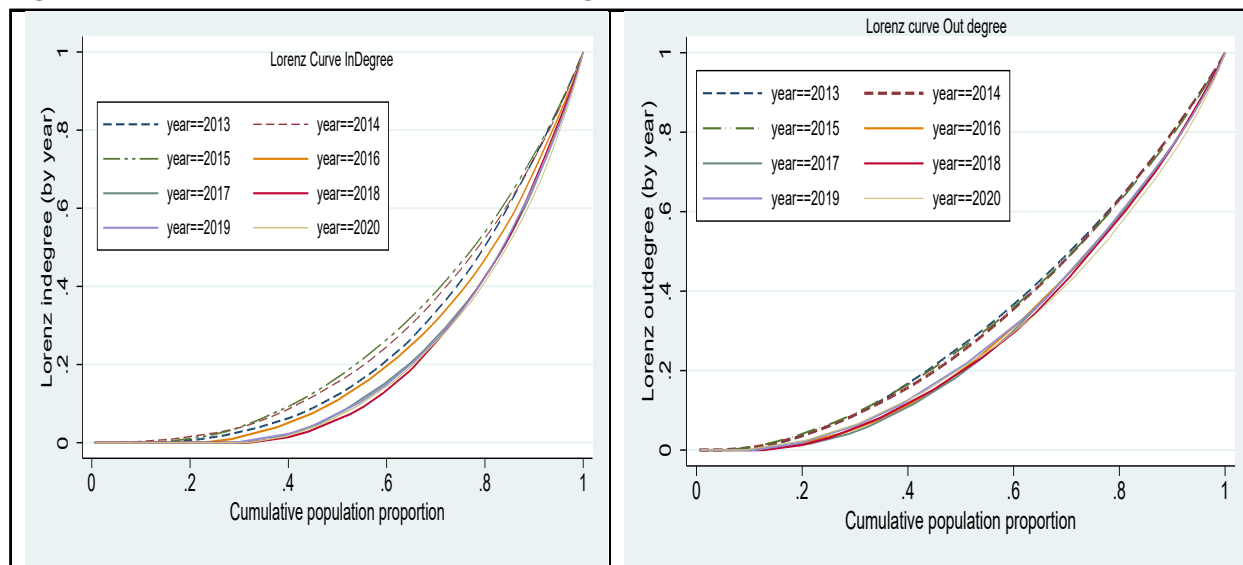 Lorenz Curve InDegree
Lorenz indegree (by year)
year==2013 year==2014
year==2015 year==2016
year==2017 year==2018
year==2019 year==2020
1
.8
.6
.4
.2
0
0 .2 .4 .6 .8 1
Cumulative population proportion
Lorenz curve Out degree
Lorenz outdegree (by year)
year==2013 year==2014
year==2015 year==2016
year==2017 year==2018
year==2019 year==2020
1
.8
.6
.4
.2
0
0 .2 .4 .6 .8 1
Cumulative population proportion